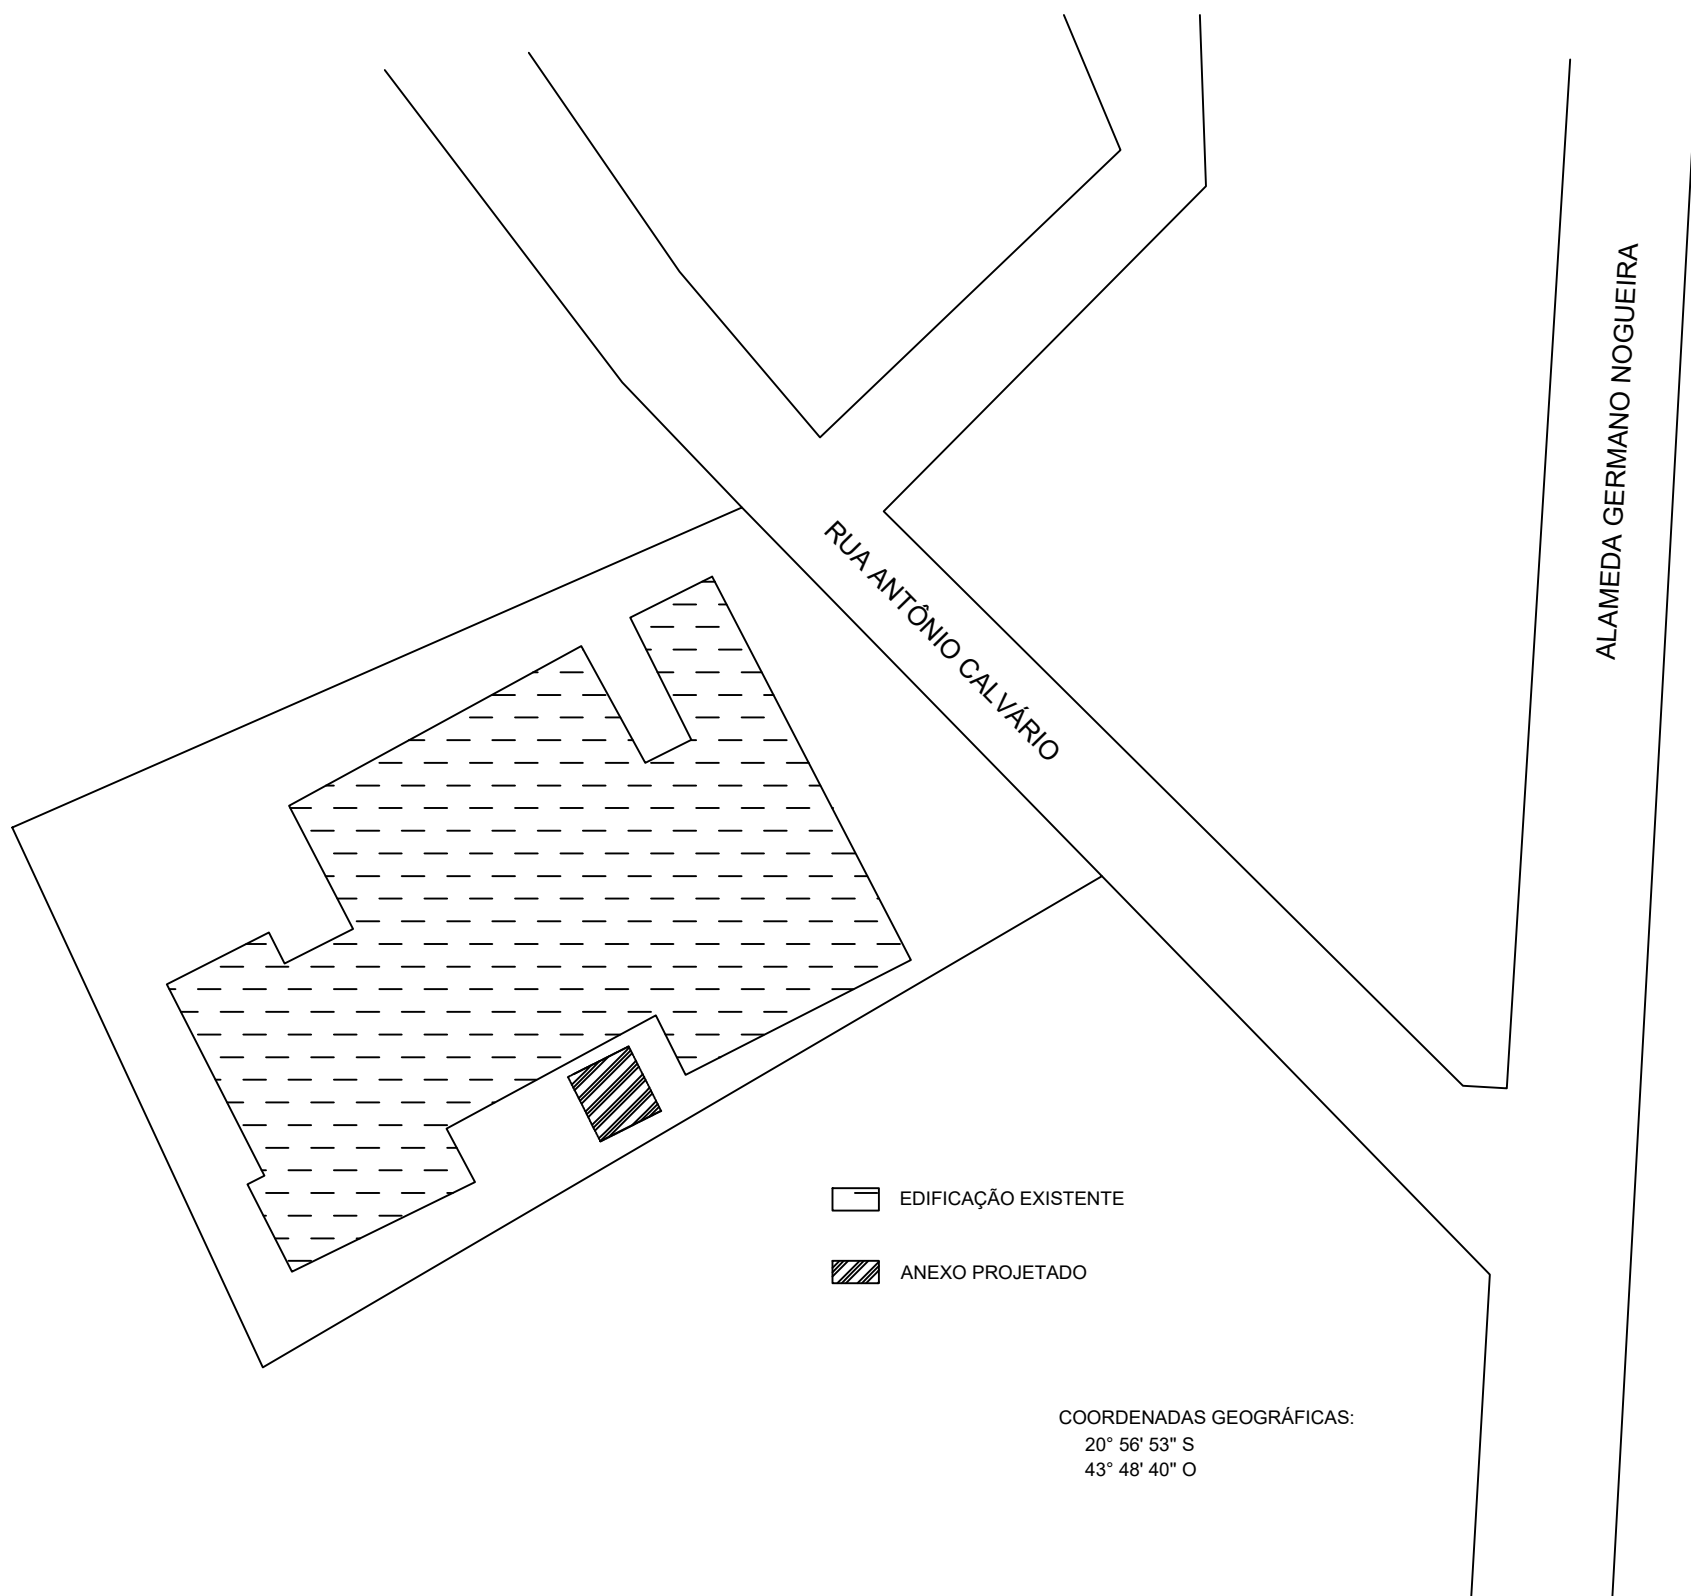 ALAMEDA GERMANO NOGUEIRA
RUA ANTÔNIO CALVÁRIO
EDIFICAÇÃO EXISTENTE
ANEXO PROJETADO
COORDENADAS GEOGRÁFICAS:
20° 56' 53" S
43° 48' 40" O